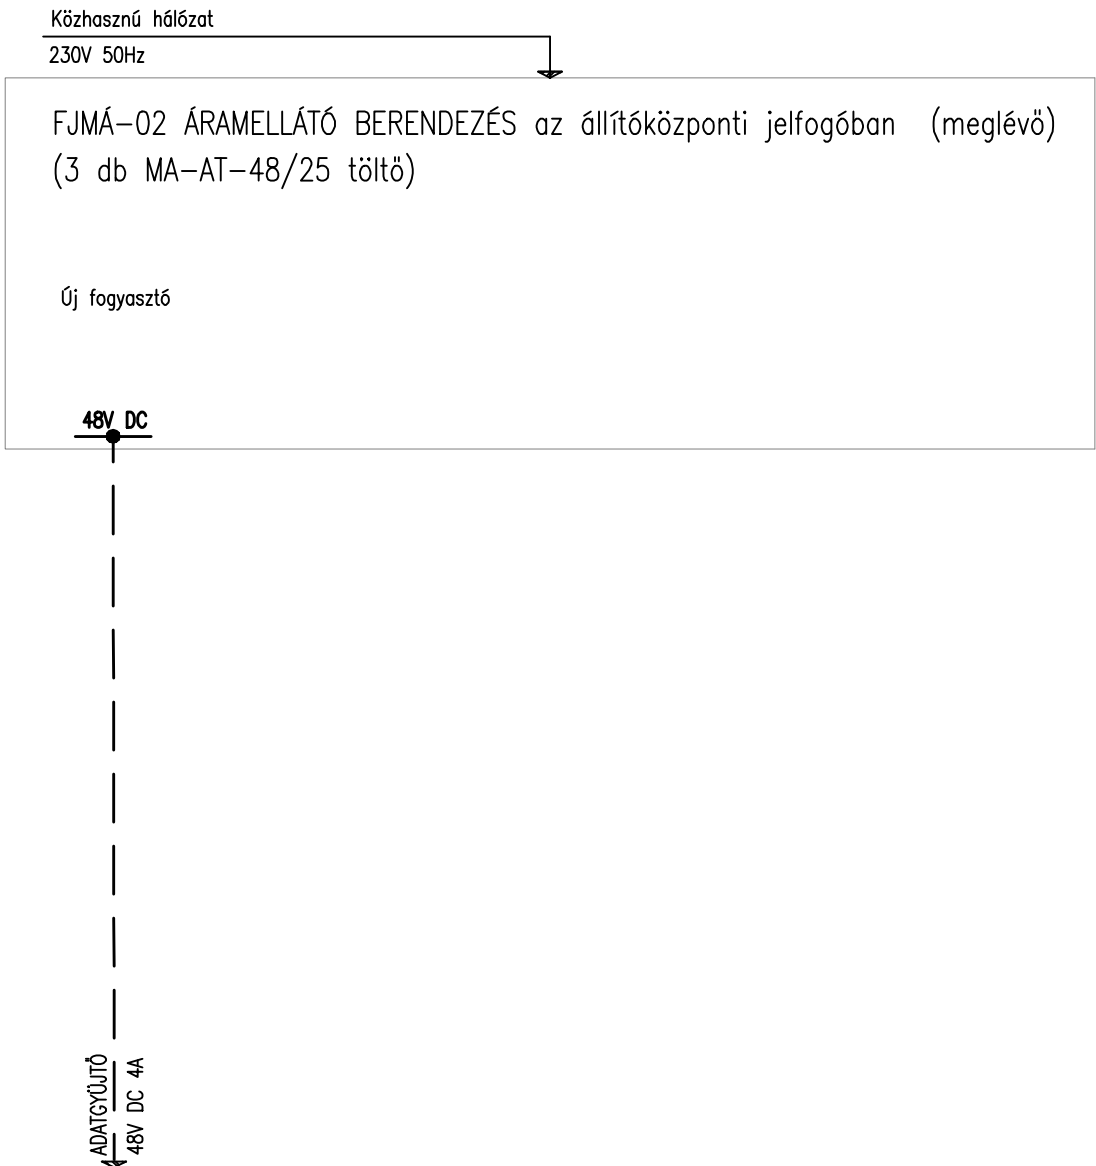 Közhasznú hálózat
230V 50Hz
FJMÁ-02 ÁRAMELLÁTÓ BERENDEZÉS az állítóközponti jelfogóban (meglévő)
(3 db MA-AT-48/25 töltő)
Új fogyasztó
48V DC
ADATGYŰJTŐ
48V DC 4A